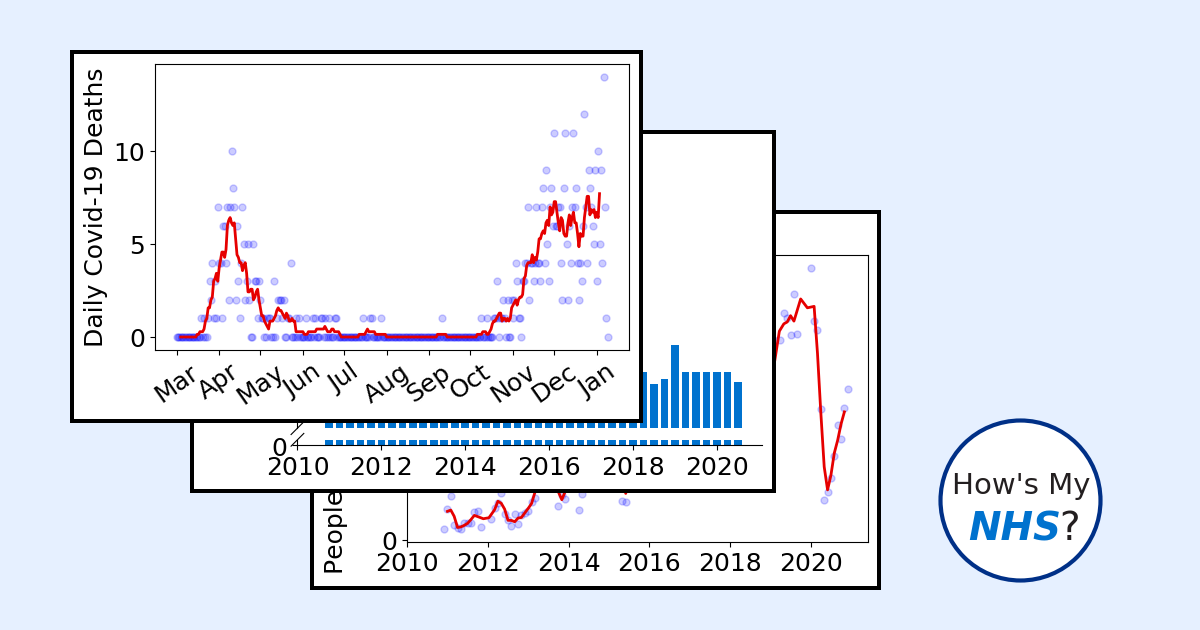 Daily Covid-19 Deaths
10
5
0
Mar Apr May Jun Jul Aug Sep Oct Nov Dec Jan
0
2010 2012 2014 2016 2018 2020
People
0
2010 2012 2014 2016 2018 2020
How's My
NHS?